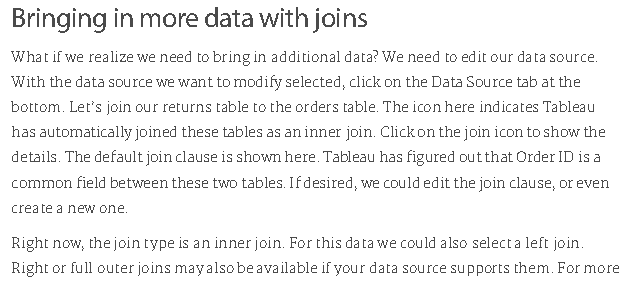 Bringing in more data with joins
What if we realize we need to bring in additional data? We need to edit our data source.
With the data source we want to modify selected, click on the Data Source tab at the
bottom. Let's join our returns table to the orders table. The icon here indicates Tableau
has automatically joined these tables as an inner join. Click on the join icon to show the
details. The default join clause is shown here. Tableau has figured out that Order ID is a
common field between these two tables. If desired, we could edit the join clause, or even
create a new one.
Right now, the join type is an inner join. For this data we could also select a left join.
Right or full outer joins may also be available if your data source supports them. For more